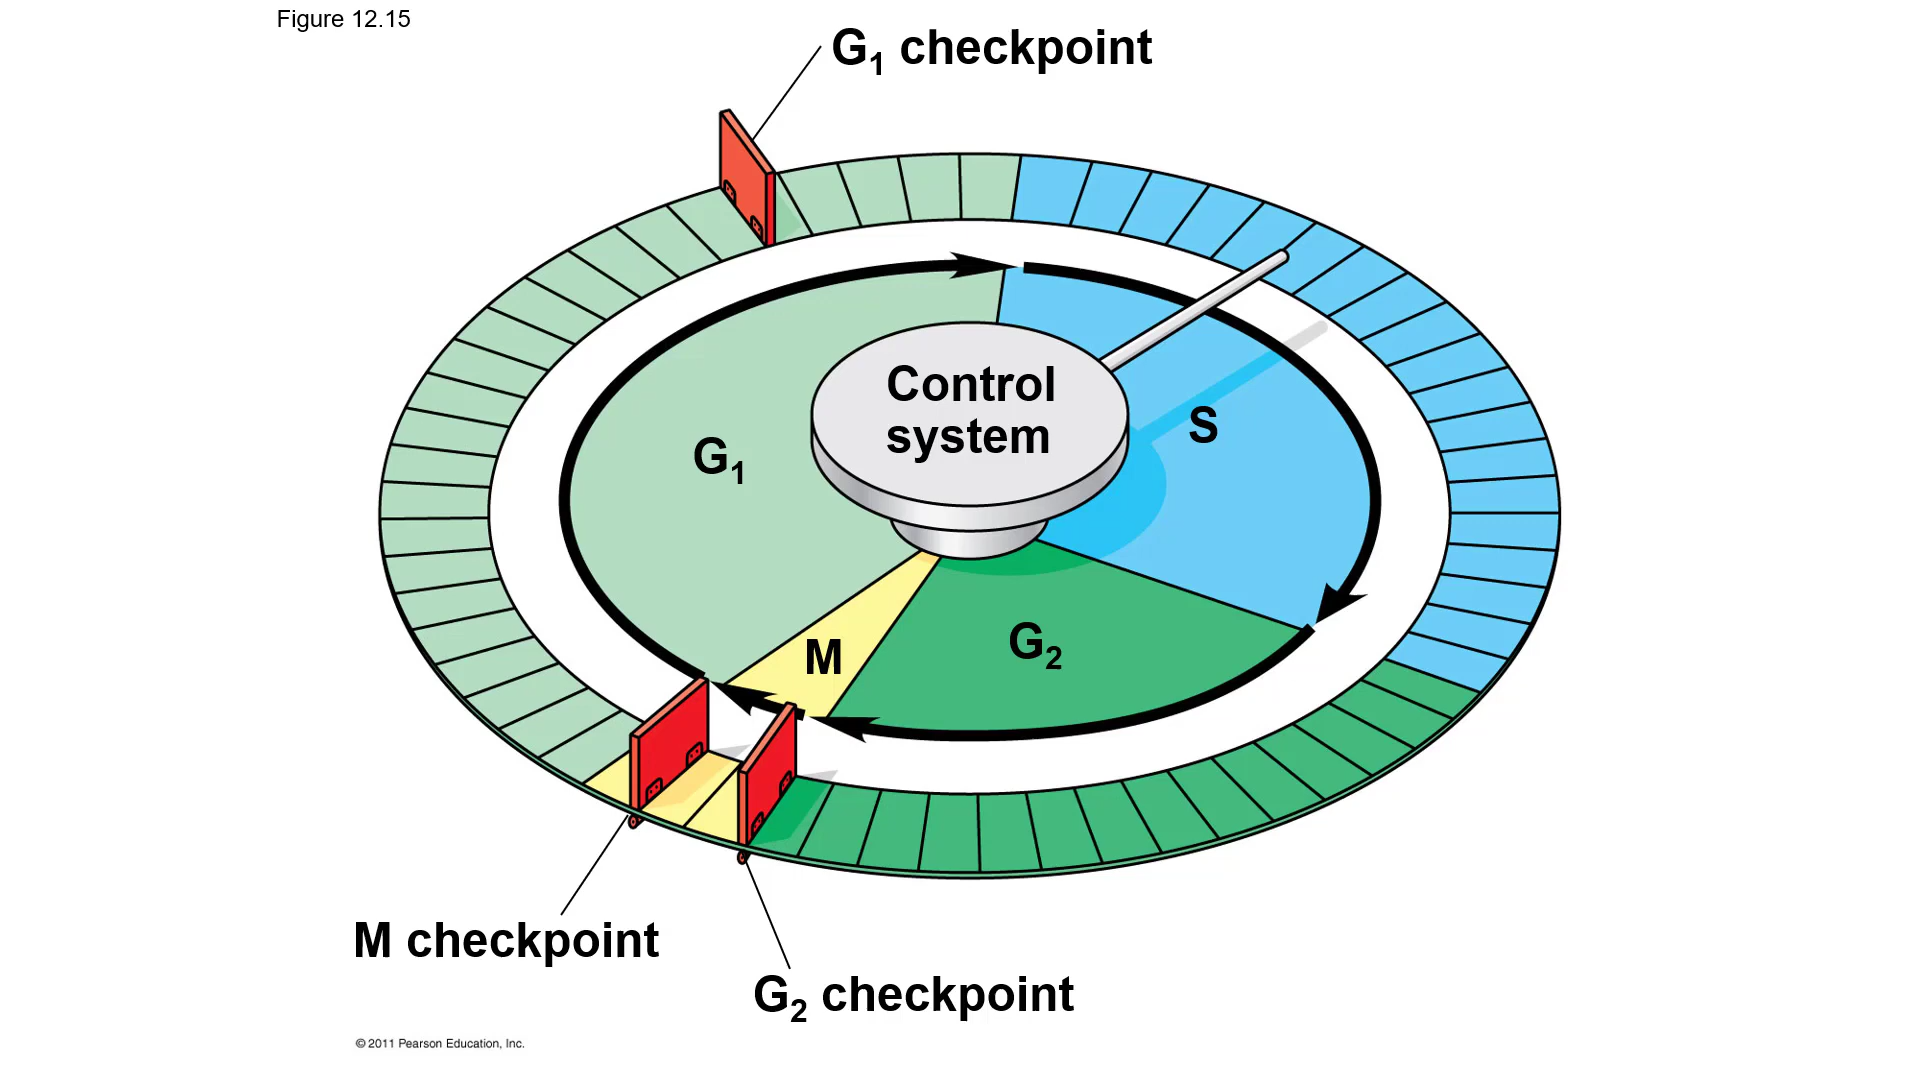 Figure 12.15
G₁ checkpoint
Control
system
S
G₁
M
G₂
M checkpoint
G₂ checkpoint
© 2011 Pearson Education, Inc.